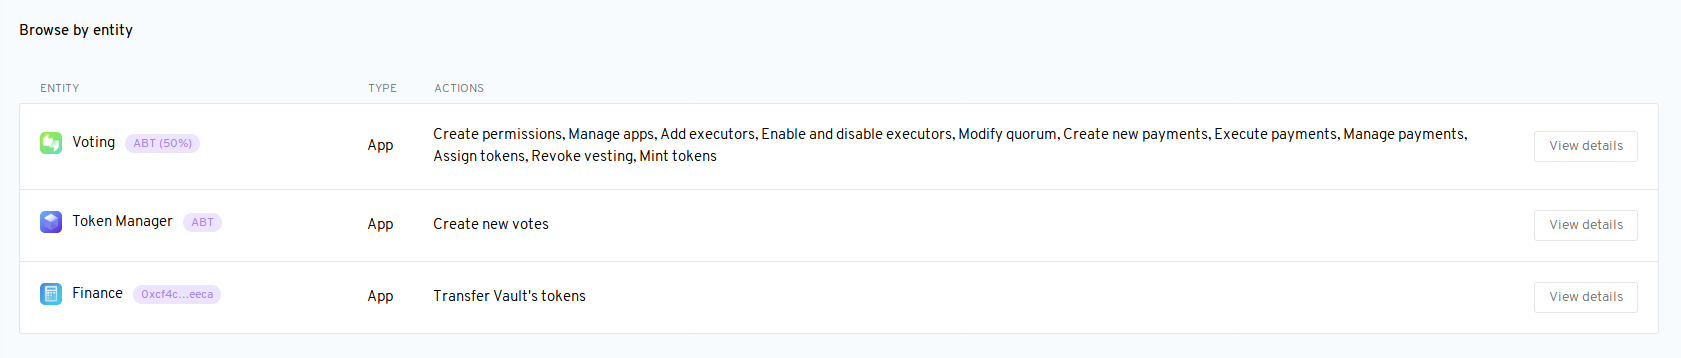 Browse by entity
ENTITY TYPE ACTIONS
Voting ABT (50%) App Create permissions, Manage apps, Add executors, Enable and disable executors, Modify quorum, Create new payments, Execute payments, Manage payments,
Assign tokens, Revoke vesting, Mint tokens View details
Token Manager ABT App Create new votes View details
Finance 0xcf4c...eeca App Transfer Vault's tokens View details